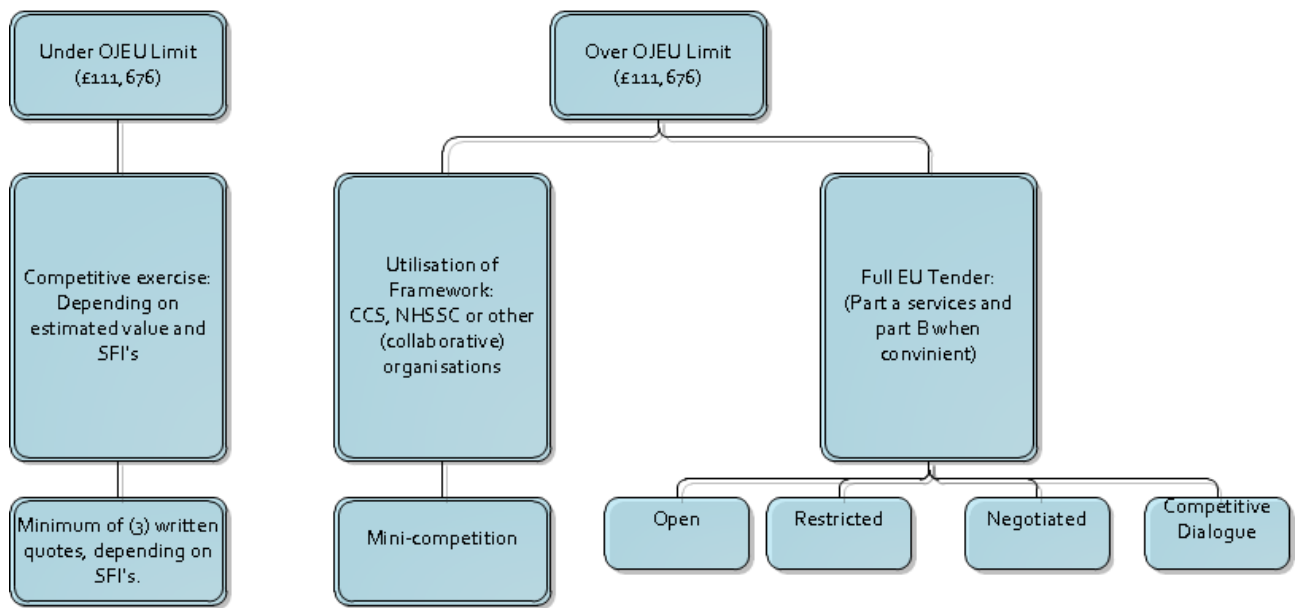 Under OJEU Limit
(£111,676)
Over OJEU Limit
(£111,676)
Competitive exercise:
Depending on
estimated value and
SFI's
Utilisation of
Framework:
CCS, NHSSC or other
(collaborative)
organisations
Full EU Tender:
(Part a services and
part B when
convinient)
Minimum of (3) written
quotes, depending on
SFI's.
Mini-competition
Open
Restricted
Negotiated
Competitive
Dialogue